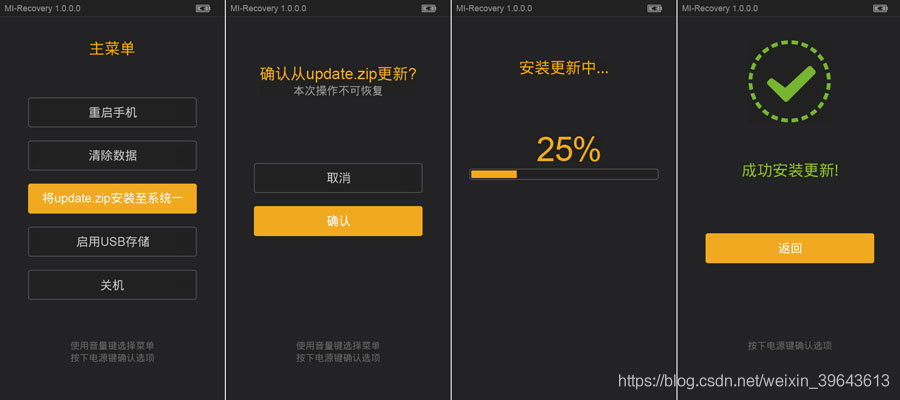 MI-Recovery 1.0.0.0
主菜单
重启手机
清除数据
将update.zip安装至系统一
启用USB存储
关机
使用音量键选择菜单
按下电源键确认选项
MI-Recovery 1.0.0.0
确认从update.zip更新?
本次操作不可恢复
取消
确认
使用音量键选择菜单
按下电源键确认选项
MI-Recovery 1.0.0.0
安装更新中...
25%
MI-Recovery 1.0.0.0
成功安装更新!
返回
按下电源键确认选项
https://blog.csdn.net/weixin_39643613